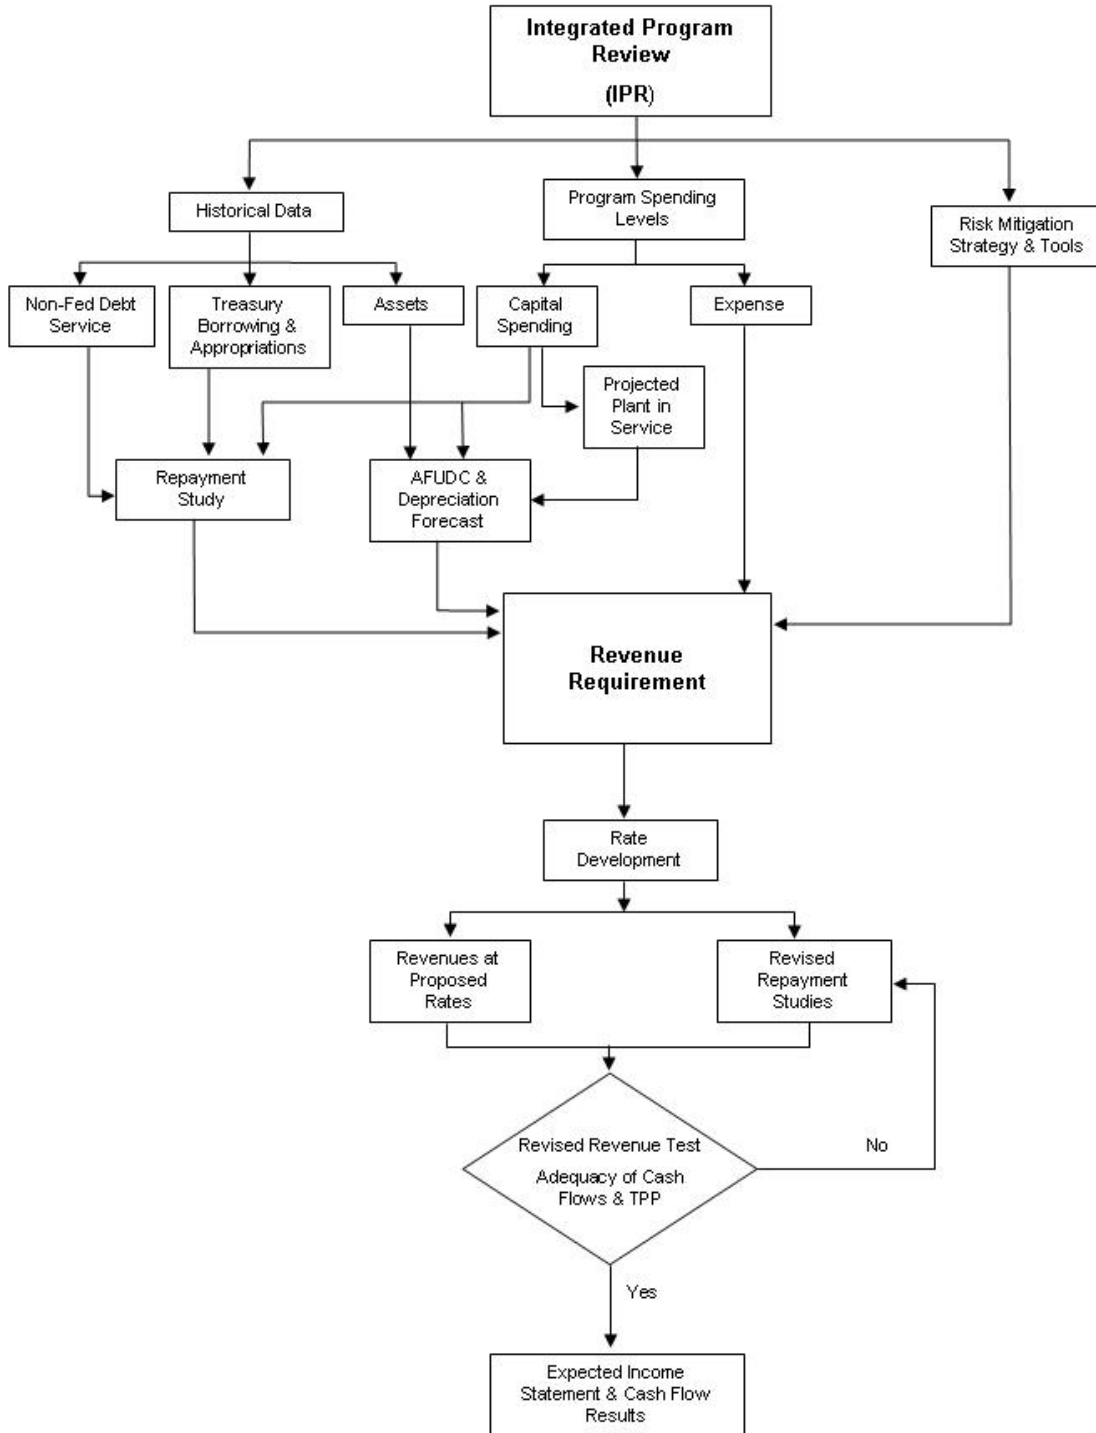 Integrated Program
Review
(IPR)
Historical Data
Program Spending
Levels
Risk Mitigation
Strategy & Tools
Non-Fed Debt
Service
Treasury
Borrowing &
Appropriations
Assets
Capital
Spending
Expense
Projected
Plant in
Service
Repayment
Study
AFUDC &
Depreciation
Forecast
Revenue
Requirement
Rate
Development
Revenues at
Proposed
Rates
Revised
Repayment
Studies
Revised Revenue Test
Adequacy of Cash
Flows & TPP
No
Yes
Expected Income
Statement & Cash Flow
Results